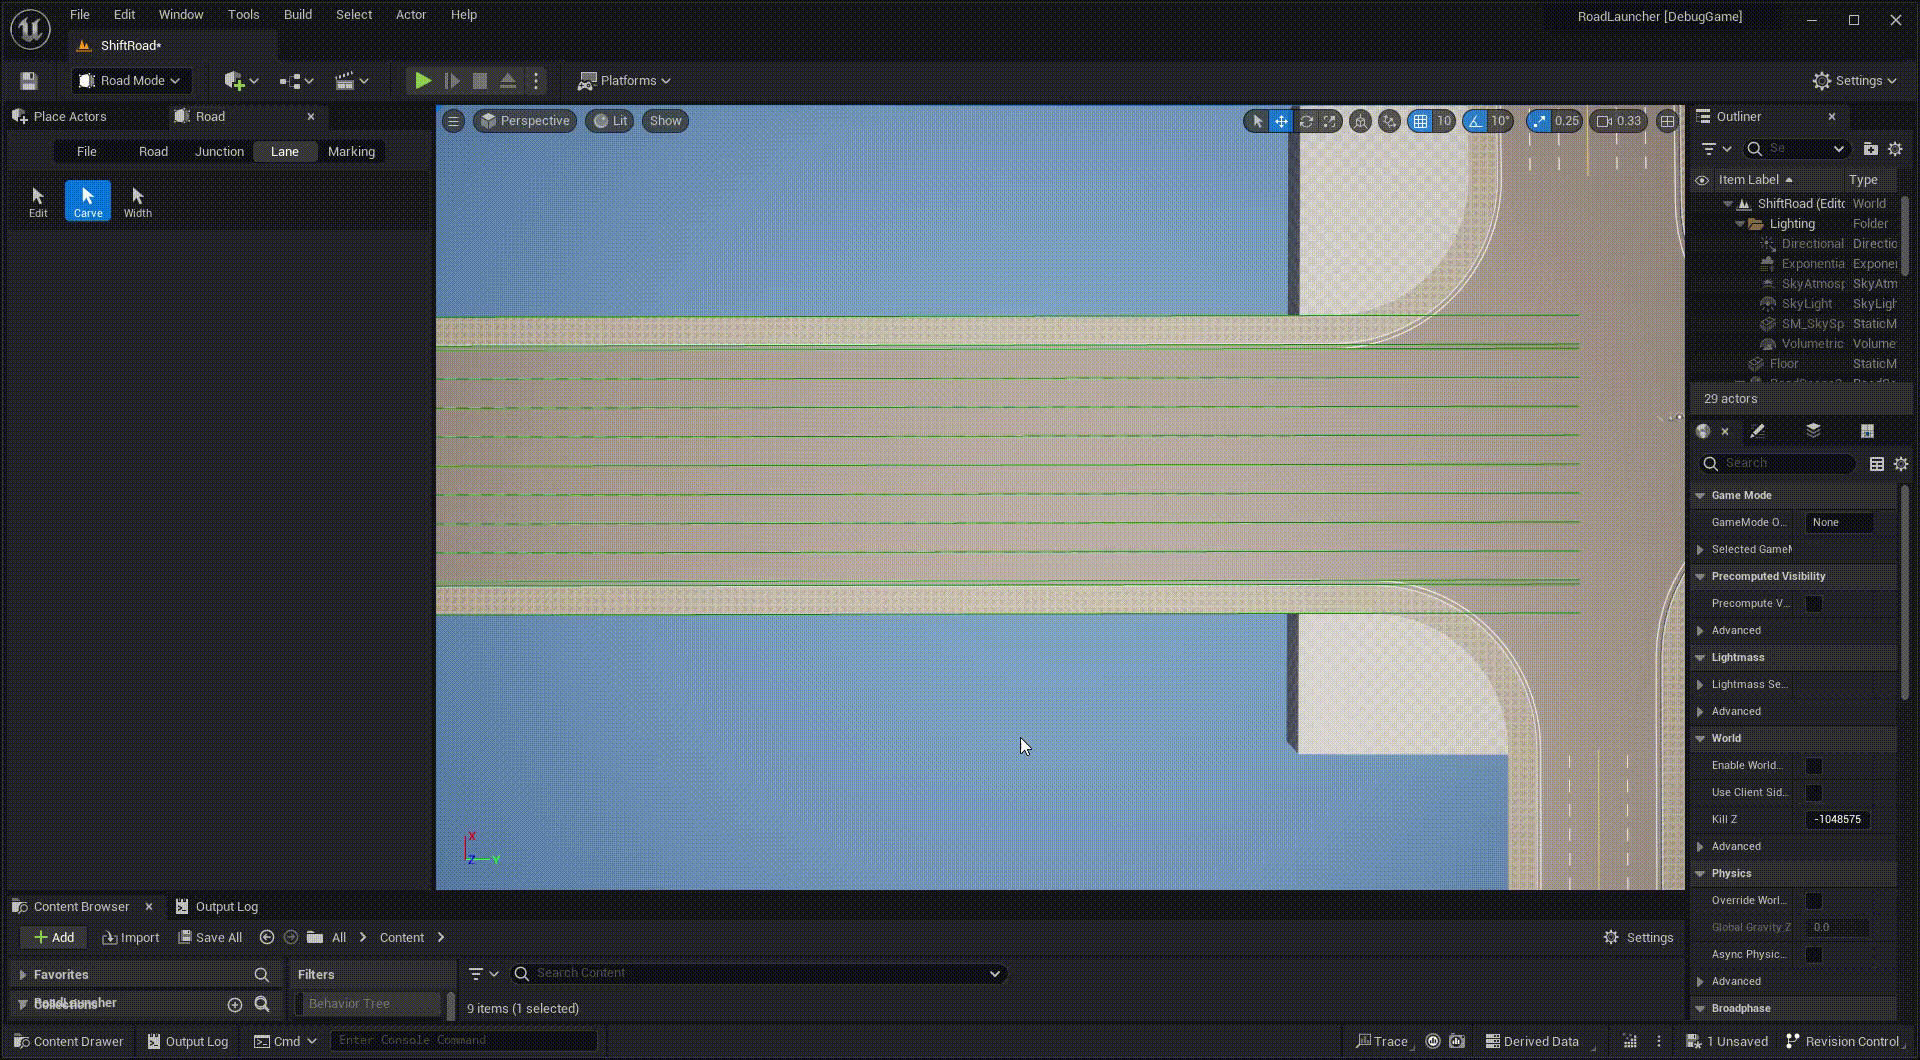 File Edit Window Tools Build Select Actor Help
RoadLauncher [DebugGame]
ShiftRoad*
Road Mode
Platforms
Settings
Place Actors
Road
File Road Junction Lane Marking
Edit Carve Width
Perspective Lit Show
10 10° 0.25 0.33
X
Z Y
Outliner
Se
Item Label Type
ShiftRoad (Edito World
Lighting Folder
Directional Directio
Exponentia Exponer
SkyAtmosp SkyAtm
SkyLight SkyLigh
SM_SkySp StaticM
Volumetric Volume
Floor StaticM
29 actors
Search
Game Mode
GameMode O... None
Selected GameM
Precomputed Visibility
Precompute V...
Advanced
Lightmass
Lightmass Se...
Advanced
World
Enable World...
Use Client Sid...
Kill Z -1048575
Advanced
Physics
Override Worl...
Global Gravity Z 0.0
Async Physic...
Advanced
Broadphase
Content Browser
Output Log
Add Import Save All All Content
Settings
Favorites
RoadLauncher
Collections
Filters
Behavior Tree
Search Content
9 items (1 selected)
Content Drawer Output Log Cmd Enter Console Command
Trace Derived Data 1 Unsaved Revision Control